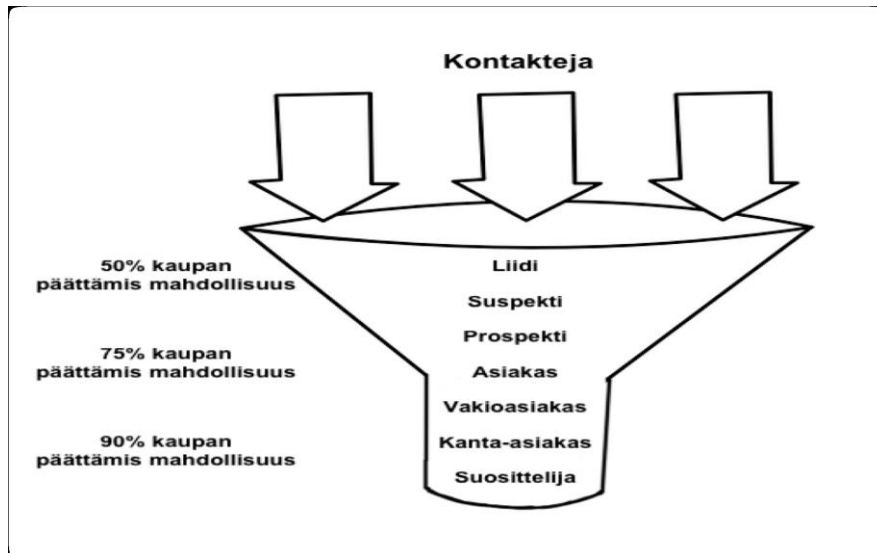 Kontakteja
50% kaupan
päättämis mahdollisuus
Liidi
Suspekti
Prospekti
75% kaupan
päättämis mahdollisuus
Asiakas
Vakioasiakas
90% kaupan
päättämis mahdollisuus
Kanta-asiakas
Suosittelija